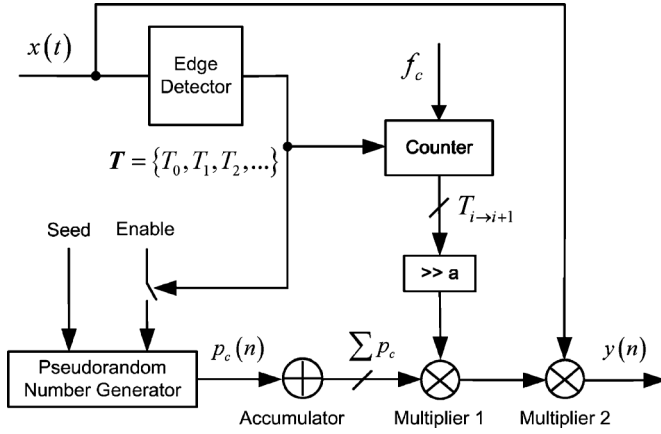 x(t)
Edge
Detector
f_c
T = {T_0, T_1, T_2, ...}
Counter
T_{i→i+1}
Seed
Enable
>> a
Pseudorandom
Number Generator
p_c(n)
∑ p_c
y(n)
Accumulator
Multiplier 1
Multiplier 2